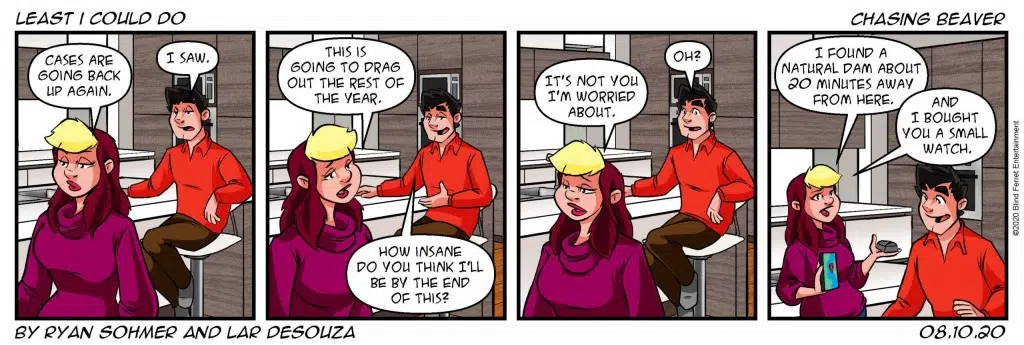 LEAST I COULD DO
CHASING BEAVER
CASES ARE
GOING BACK
UP AGAIN.
I SAW.
THIS IS
GOING TO DRAG
OUT THE REST OF
THE YEAR.
HOW INSANE
DO YOU THINK I'LL
BE BY THE END
OF THIS?
IT'S NOT YOU
I'M WORRIED
ABOUT.
OH?
I FOUND A
NATURAL DAM ABOUT
20 MINUTES AWAY
FROM HERE.
AND
I BOUGHT
YOU A SMALL
WATCH.
©2020 Blind Ferret Entertainment
BY RYAN SOHMER AND LAR DESOUZA
08.10.20